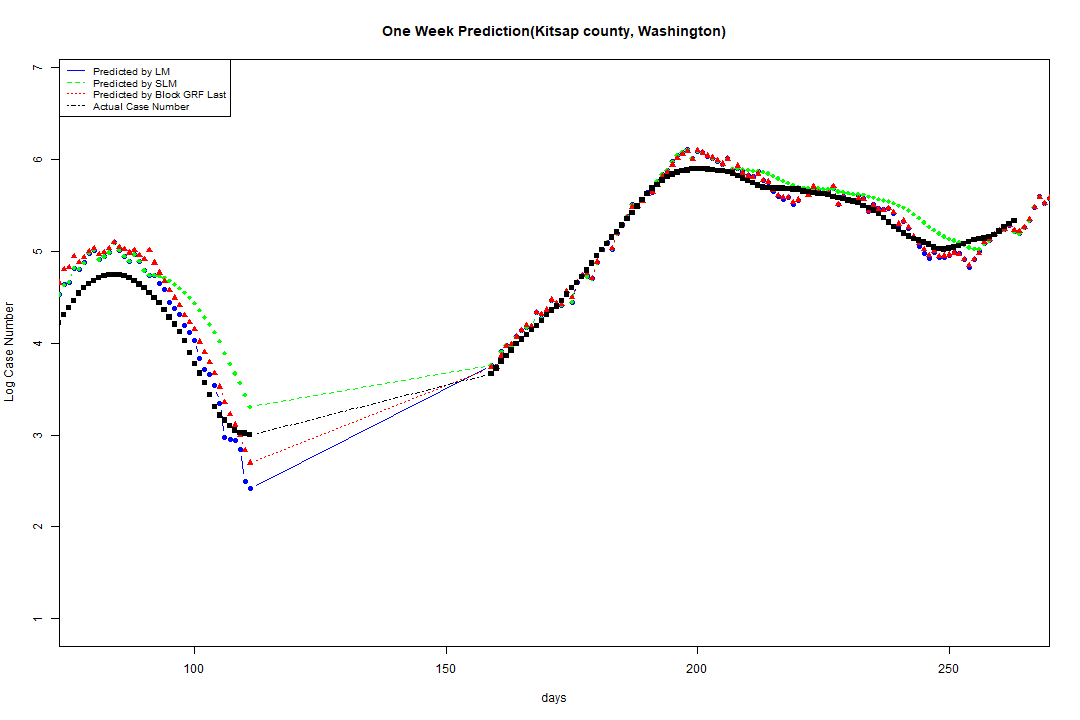 One Week Prediction(Kitsap county, Washington)
Predicted by LM
Predicted by SLM
Predicted by Block GRF Last
Actual Case Number
7
6
5
4
3
2
1
Log Case Number
100 150 200 250
days